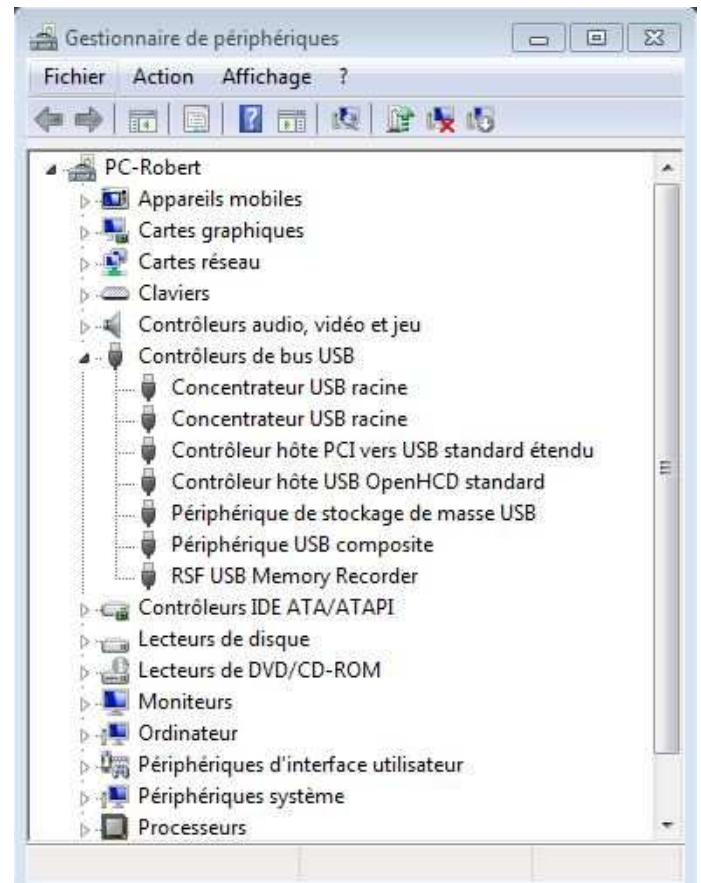 Gestionnaire de périphériques
Fichier Action Affichage ?
PC-Robert
Appareils mobiles
Cartes graphiques
Cartes réseau
Claviers
Contrôleurs audio, vidéo et jeu
Contrôleurs de bus USB
Concentrateur USB racine
Concentrateur USB racine
Contrôleur hôte PCI vers USB standard étendu
Contrôleur hôte USB OpenHCD standard
Périphérique de stockage de masse USB
Périphérique USB composite
RSF USB Memory Recorder
Contrôleurs IDE ATA/ATAPI
Lecteurs de disque
Lecteurs de DVD/CD-ROM
Moniteurs
Ordinateur
Périphériques d'interface utilisateur
Périphériques système
Processeurs